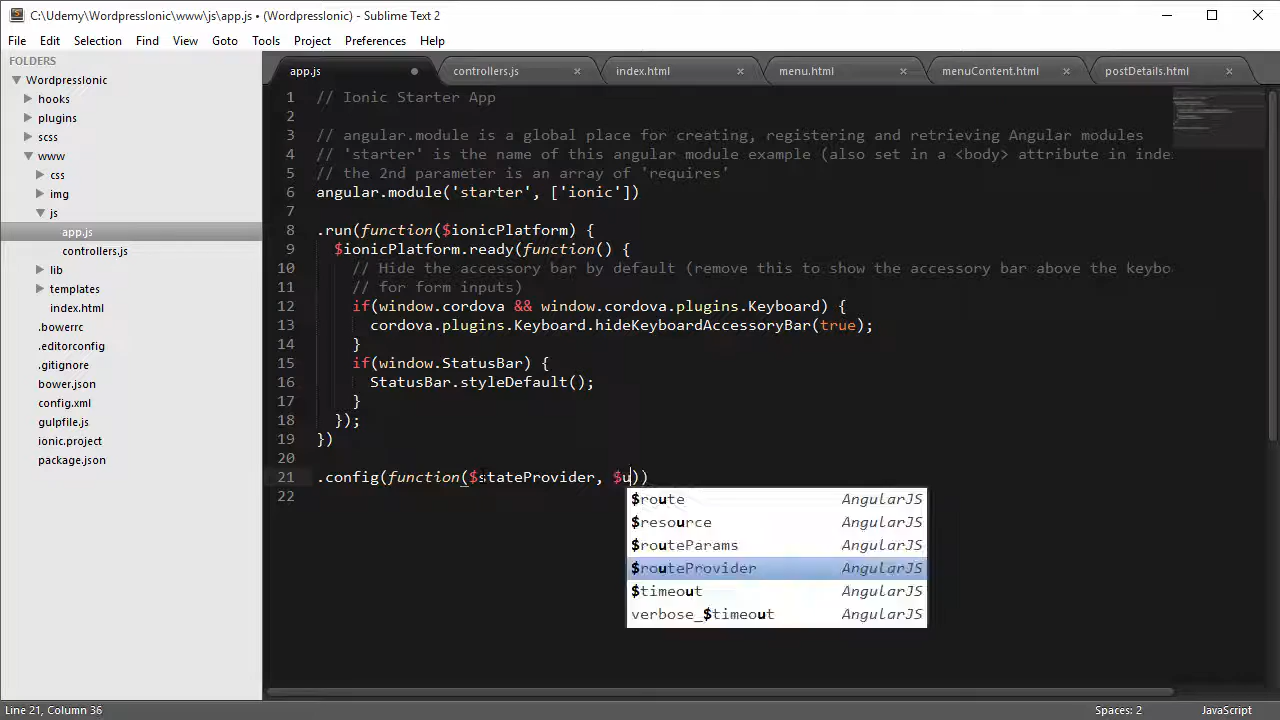 C:\Udemy\WordpressIonic\www\js\app.js • (WordpressIonic) - Sublime Text 2
File Edit Selection Find View Goto Tools Project Preferences Help
FOLDERS
WordpressIonic
hooks
plugins
scss
www
css
img
js
app.js
controllers.js
lib
templates
index.html
.bowerrc
.editorconfig
.gitignore
bower.json
config.xml
gulpfile.js
ionic.project
package.json
app.js controllers.js index.html menu.html menuContent.html postDetails.html
1 // Ionic Starter App
2
3 // angular.module is a global place for creating, registering and retrieving Angular modules
4 // 'starter' is the name of this angular module example (also set in a <body> attribute in inde
5 // the 2nd parameter is an array of 'requires'
6 angular.module('starter', ['ionic'])
7
8 .run(function($ionicPlatform) {
9 $ionicPlatform.ready(function() {
10 // Hide the accessory bar by default (remove this to show the accessory bar above the keybo
11 // for form inputs)
12 if(window.cordova && window.cordova.plugins.Keyboard) {
13 cordova.plugins.Keyboard.hideKeyboardAccessoryBar(true);
14 }
15 if(window.StatusBar) {
16 StatusBar.styleDefault();
17 }
18 });
19 })
20
21 .config(function($stateProvider, $u))
22
$route AngularJS
$resource AngularJS
$routeParams AngularJS
$routeProvider AngularJS
$timeout AngularJS
verbose_$timeout AngularJS
Line 21, Column 36 Spaces: 2 JavaScript